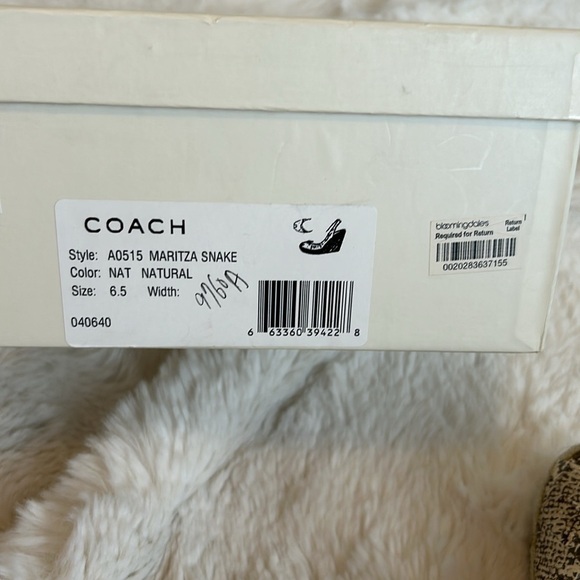 COACH
Style: A0515 MARITZA SNAKE
Color: NAT NATURAL
Size: 6.5 Width:
040640
6 63360 39422 8
bloomingdales Return Label
Required for Return
0020283637155